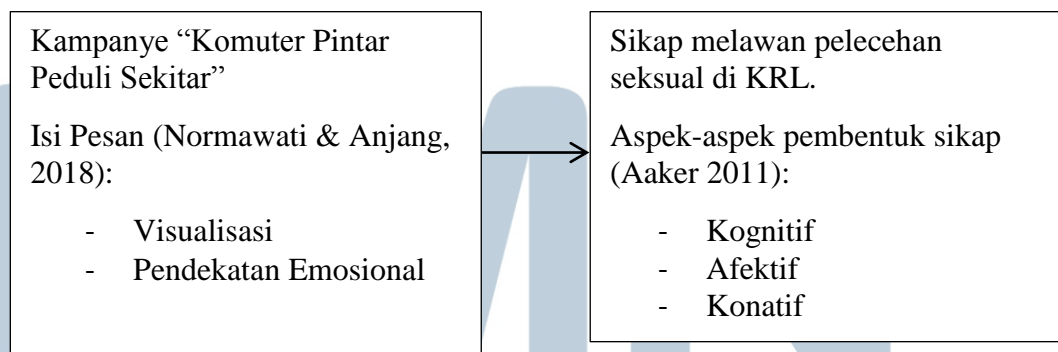 Kampanye “Komuter Pintar
Peduli Sekitar”
Isi Pesan (Normawati & Anjang,
2018):
- Visualisasi
- Pendekatan Emosional
Sikap melawan pelecehan
seksual di KRL.
Aspek-aspek pembentuk sikap
(Aaker 2011):
- Kognitif
- Afektif
- Konatif